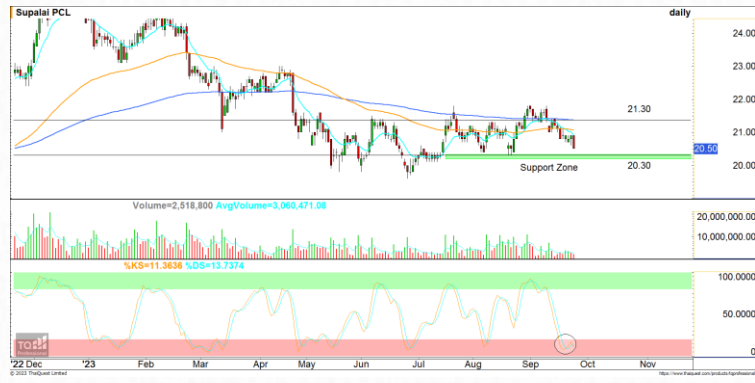 Supalai PCL
daily
24.00
23.00
22.00
21.30
21.00
20.50
20.30
20.00
Support Zone
Volume=2,518,800 AvgVolume=3,060,471.08
20,000,000.00
10,000,000.00
%KS=11.3636 %DS=13.7374
100.0000
50.0000
0
TQ
Professional
'22 Dec '23 Feb Mar Apr May Jun Jul Aug Sep Oct Nov
© 2023 ThaiQuest Limited